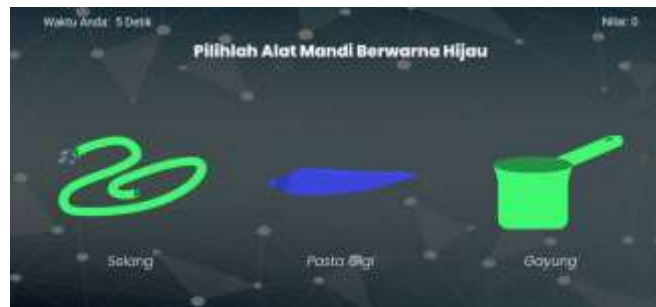 Waktu Anda: 5 Detik
Nilai: 0
Pilihlah Alat Mandi Berwarna Hijau
Selang
Pasta Gigi
Gayung